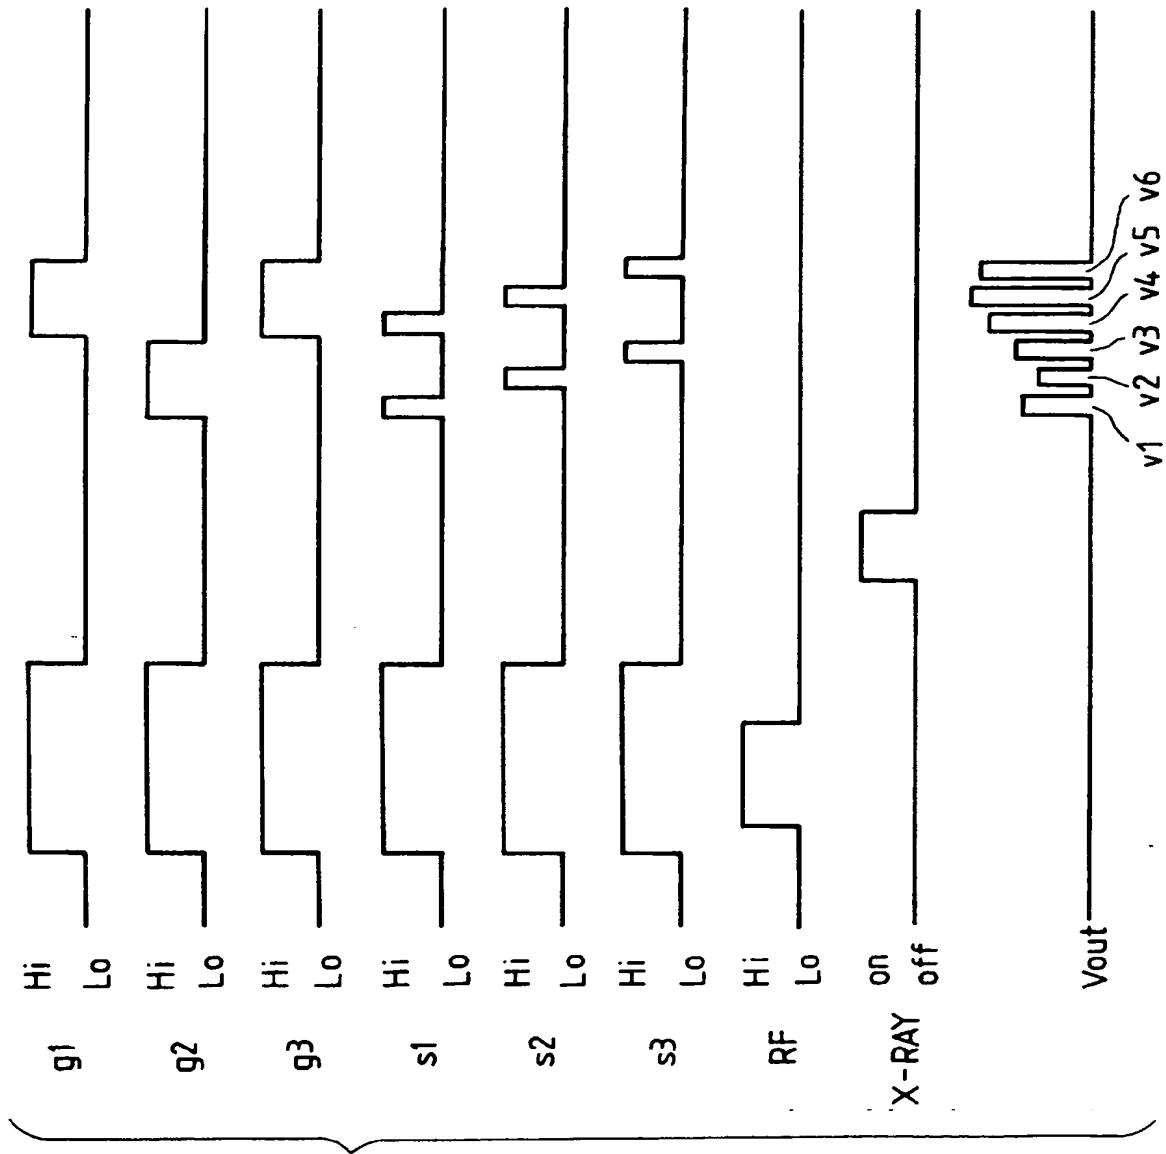 g1 Hi
Lo
g2 Hi
Lo
g3 Hi
Lo
s1 Hi
Lo
s2 Hi
Lo
s3 Hi
Lo
RF Hi
Lo
X-RAY on
off
Vout
v1 v2 v3 v4 v5 v6